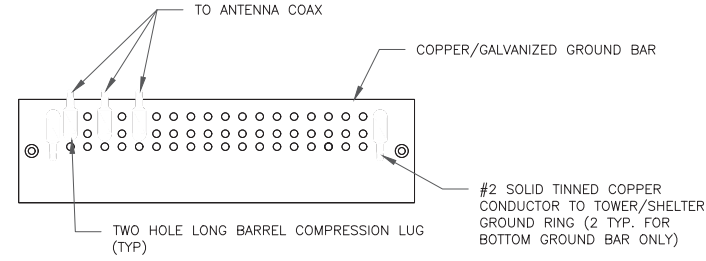 TO ANTENNA COAX
COPPER/GALVANIZED GROUND BAR
#2 SOLID TINNED COPPER
CONDUCTOR TO TOWER/SHELTER
GROUND RING (2 TYP. FOR
BOTTOM GROUND BAR ONLY)
TWO HOLE LONG BARREL COMPRESSION LUG
(TYP)